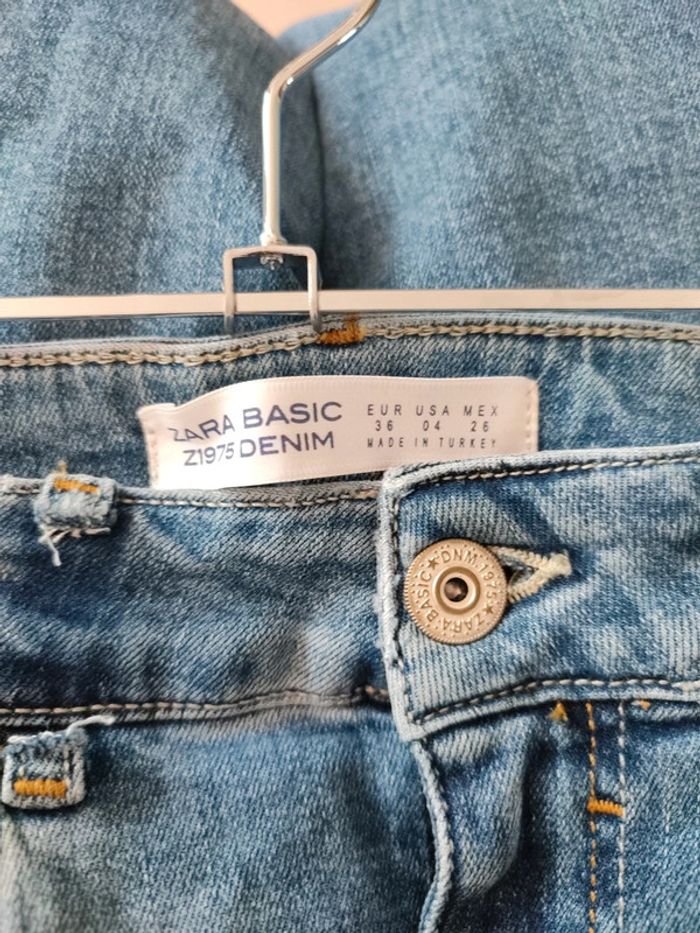 ZARA BASIC
Z1975 DENIM
EUR USA MEX
36 04 26
MADE IN TURKEY
★ DNM.1975 ★ ZARA-BASIC